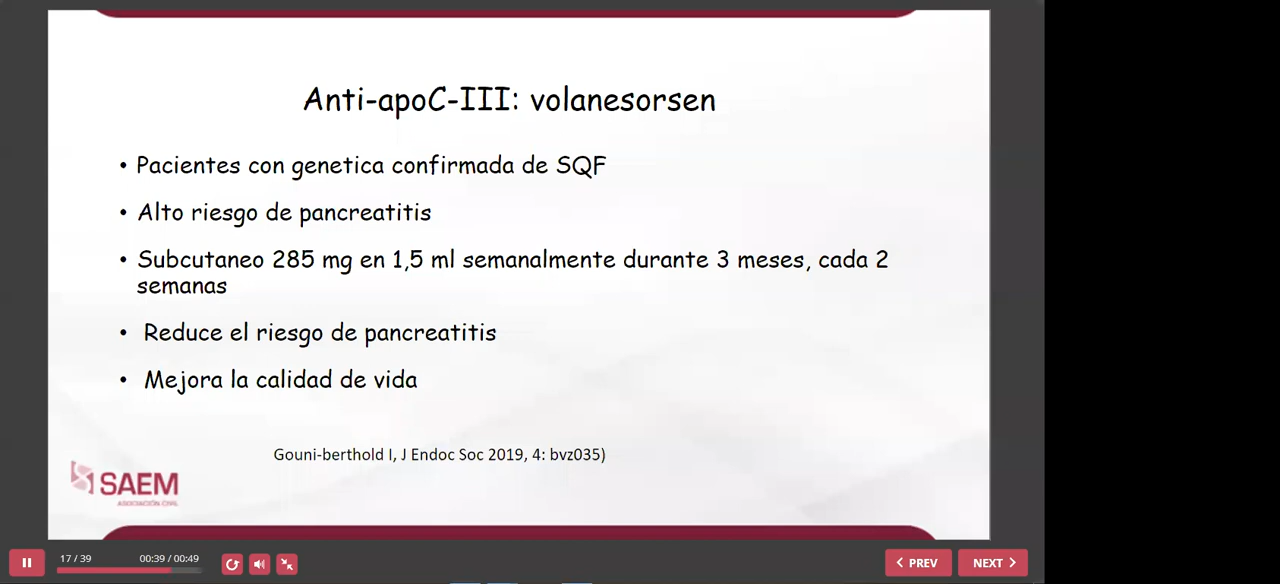 Anti-apoC-III: volanesorsen
• Pacientes con genetica confirmada de SQF
• Alto riesgo de pancreatitis
• Subcutaneo 285 mg en 1,5 ml semanalmente durante 3 meses, cada 2
semanas
• Reduce el riesgo de pancreatitis
• Mejora la calidad de vida
Gouni-berthold I, J Endoc Soc 2019, 4: bvz035)
SAEM
ASOCIACIÓN CIVIL
17 / 39
00:39 / 00:49
PREV
NEXT